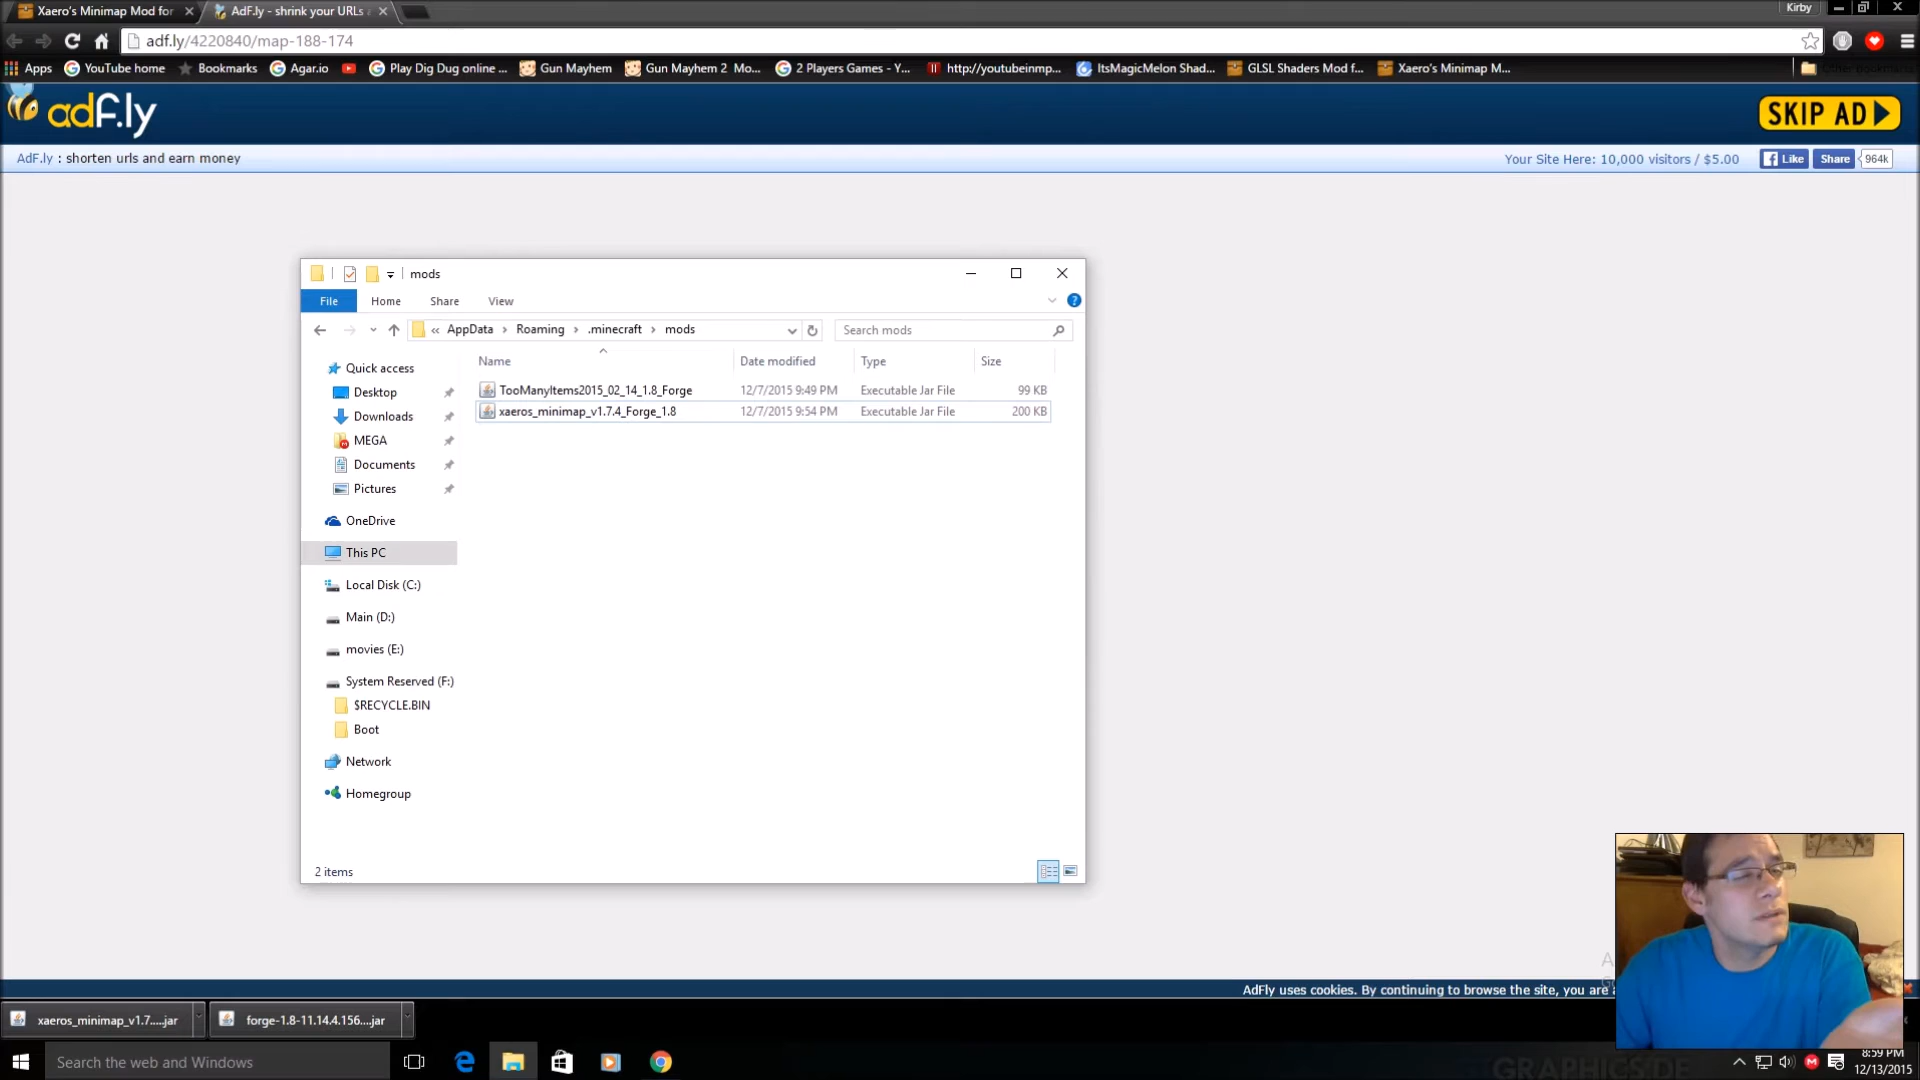 Xaero's Minimap Mod for
AdF.ly - shrink your URLs a
Kirby
adf.ly/4220840/map-188-174
Apps
YouTube home
Bookmarks
Agar.io
Play Dig Dug online ...
Gun Mayhem
Gun Mayhem 2 Mo...
2 Players Games - Y...
http://youtubeinmp...
ItsMagicMelon Shad...
GLSL Shaders Mod f...
Xaero's Minimap M...
adf.ly
SKIP AD
AdF.ly : shorten urls and earn money
Your Site Here: 10,000 visitors / $5.00
Like
Share
964k
mods
File
Home
Share
View
« AppData > Roaming > .minecraft > mods
Search mods
Name
Date modified
Type
Size
TooManyItems2015_02_14_1.8_Forge
12/7/2015 9:49 PM
Executable Jar File
99 KB
xaeros_minimap_v1.7.4_Forge_1.8
12/7/2015 9:54 PM
Executable Jar File
200 KB
Quick access
Desktop
Downloads
MEGA
Documents
Pictures
OneDrive
This PC
Local Disk (C:)
Main (D:)
movies (E:)
System Reserved (F:)
$RECYCLE.BIN
Boot
Network
Homegroup
2 items
AdFly uses cookies. By continuing to browse the site, you are a
xaeros_minimap_v1.7.....jar
forge-1.8-11.14.4.156....jar
Search the web and Windows
GRAPHICS.DE
8:59 PM
12/13/2015